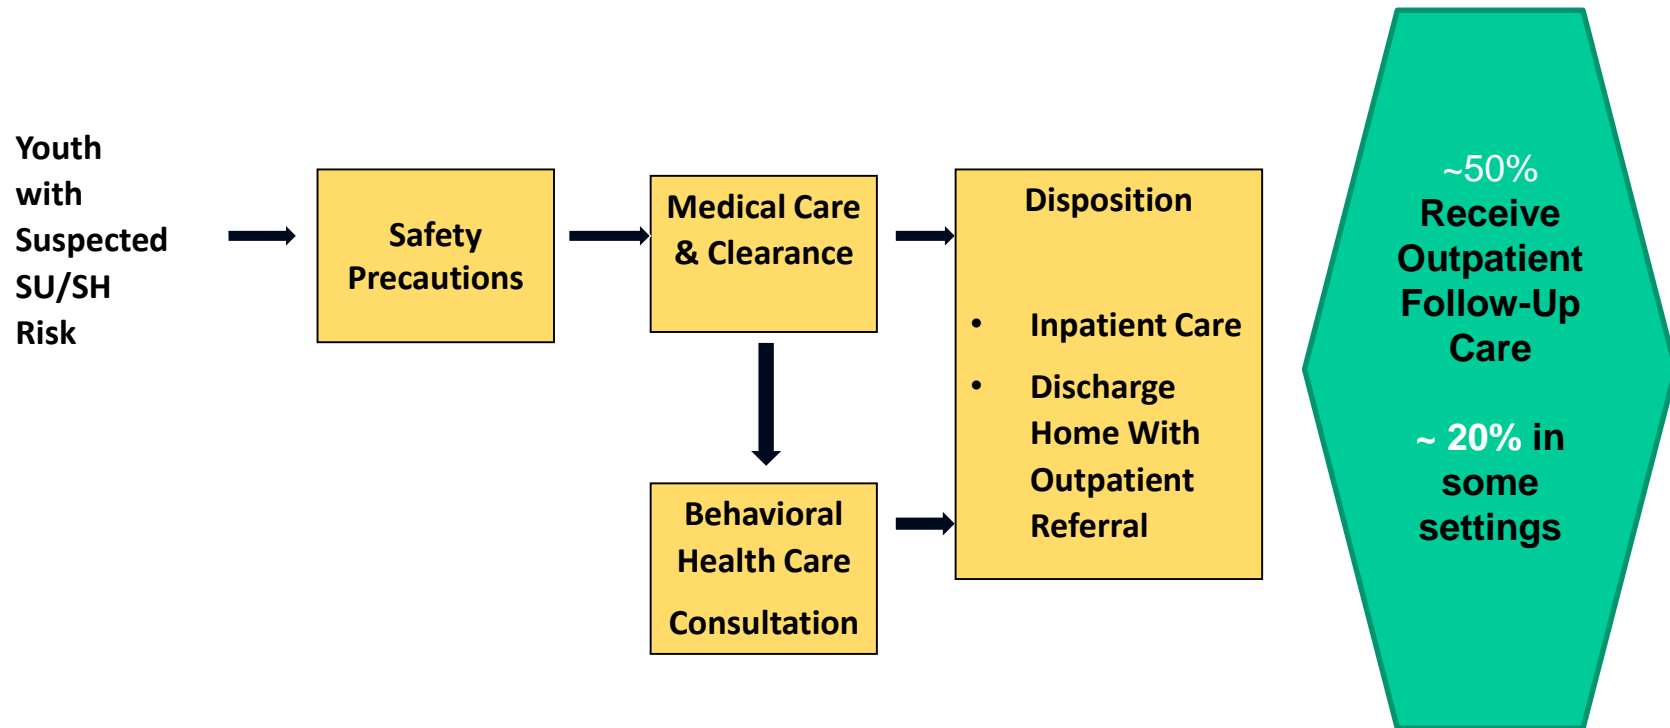 Youth
with
Suspected
SU/SH
Risk
Safety
Precautions
Medical Care
& Clearance
Behavioral
Health Care
Consultation
Disposition
• Inpatient Care
• Discharge
Home With
Outpatient
Referral
~50%
Receive
Outpatient
Follow-Up
Care
~ 20% in
some
settings